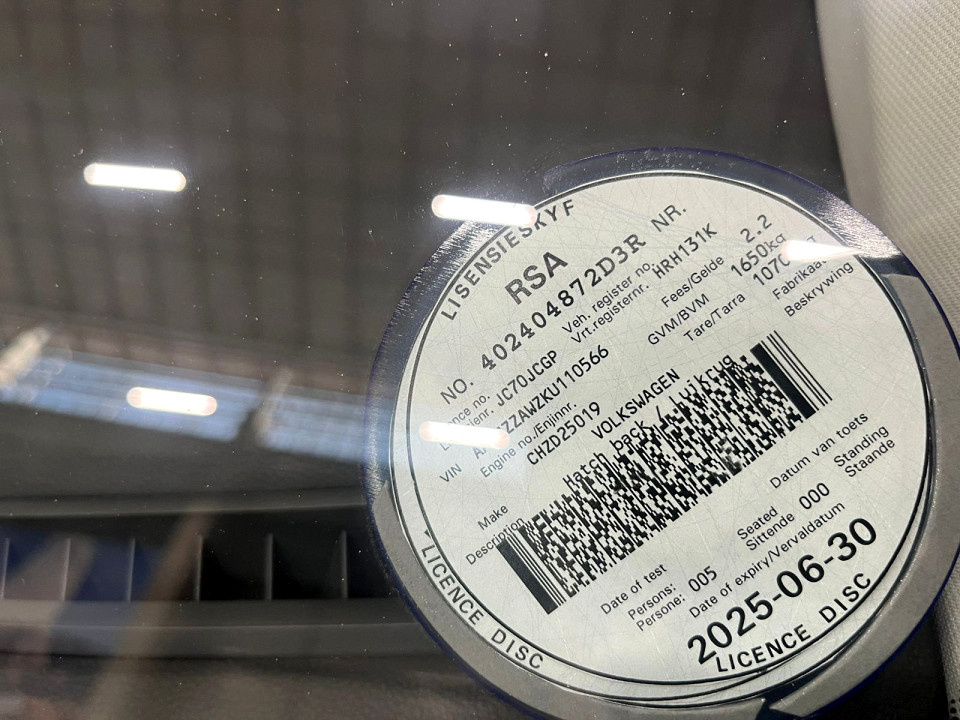 LISENSIESKYF
RSA
NO. 402404872D3R NR.
Veh. register no. HRH131K
Vrt.registernr.
JC70JCGP
Fees/Gelde 2.2
GVM/BVM 1650kg
Tare/Tarra
VIN
Engine no./Enjinnr.
CHZD25019
Make VOLKSWAGEN
Description Hatch back / Luikrug
Beskrywing
Date of test
Datum van toets
Persons: 005
Persone:
Seated 000
Sittende
Standing
Staande
Date of expiry/Vervaldatum
2025-06-30
LICENCE DISC
LICENCE DISC